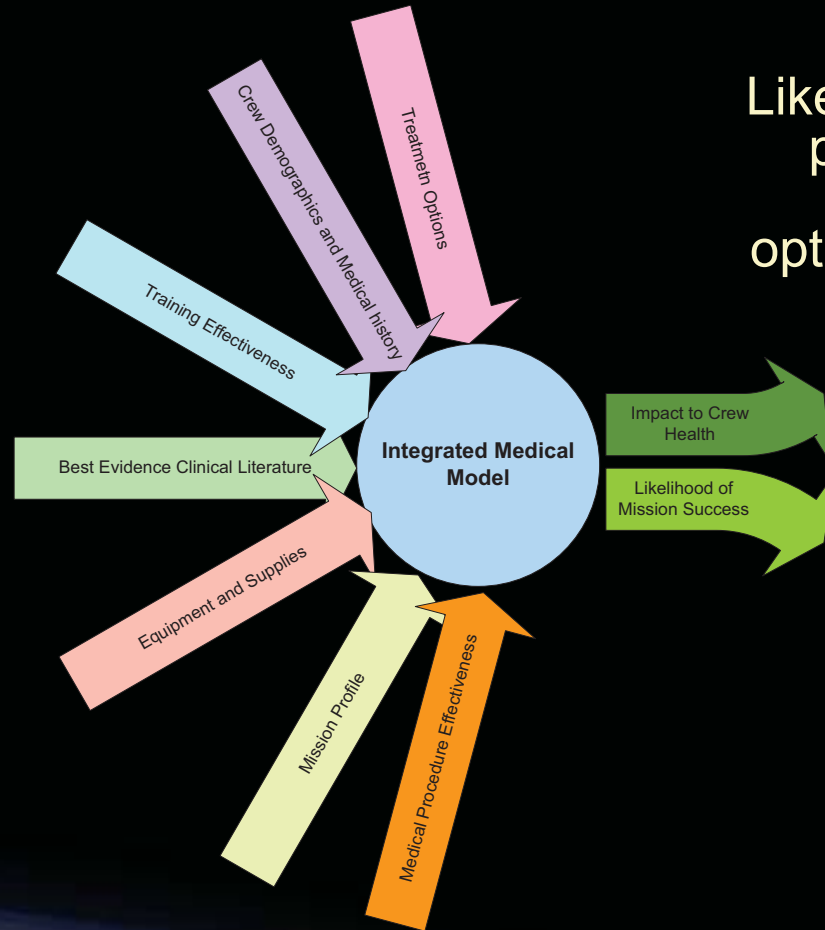 Treatmetn Options
Crew Demographics and Medical history
Training Effectiveness
Best Evidence Clinical Literature
Equipment and Supplies
Mission Profile
Medical Procedure Effectiveness
Integrated Medical
Model
Impact to Crew
Health
Likelihood of
Mission Success